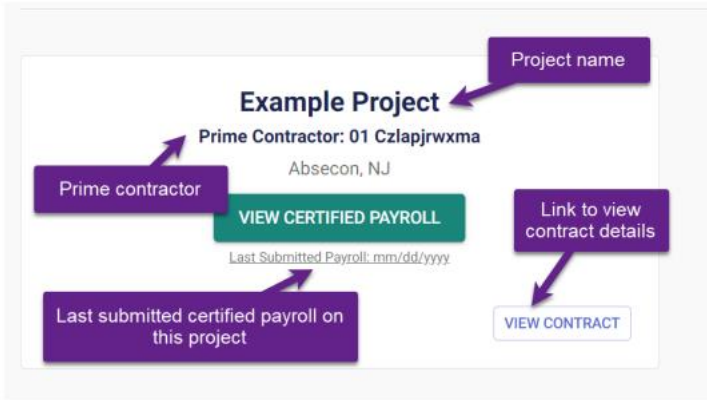 Project name
Example Project
Prime Contractor: 01 Czlapjrwxma
Prime contractor
Absecon, NJ
VIEW CERTIFIED PAYROLL
Link to view
contract details
Last Submitted Payroll: mm/dd/yyyy
Last submitted certified payroll on
this project
VIEW CONTRACT